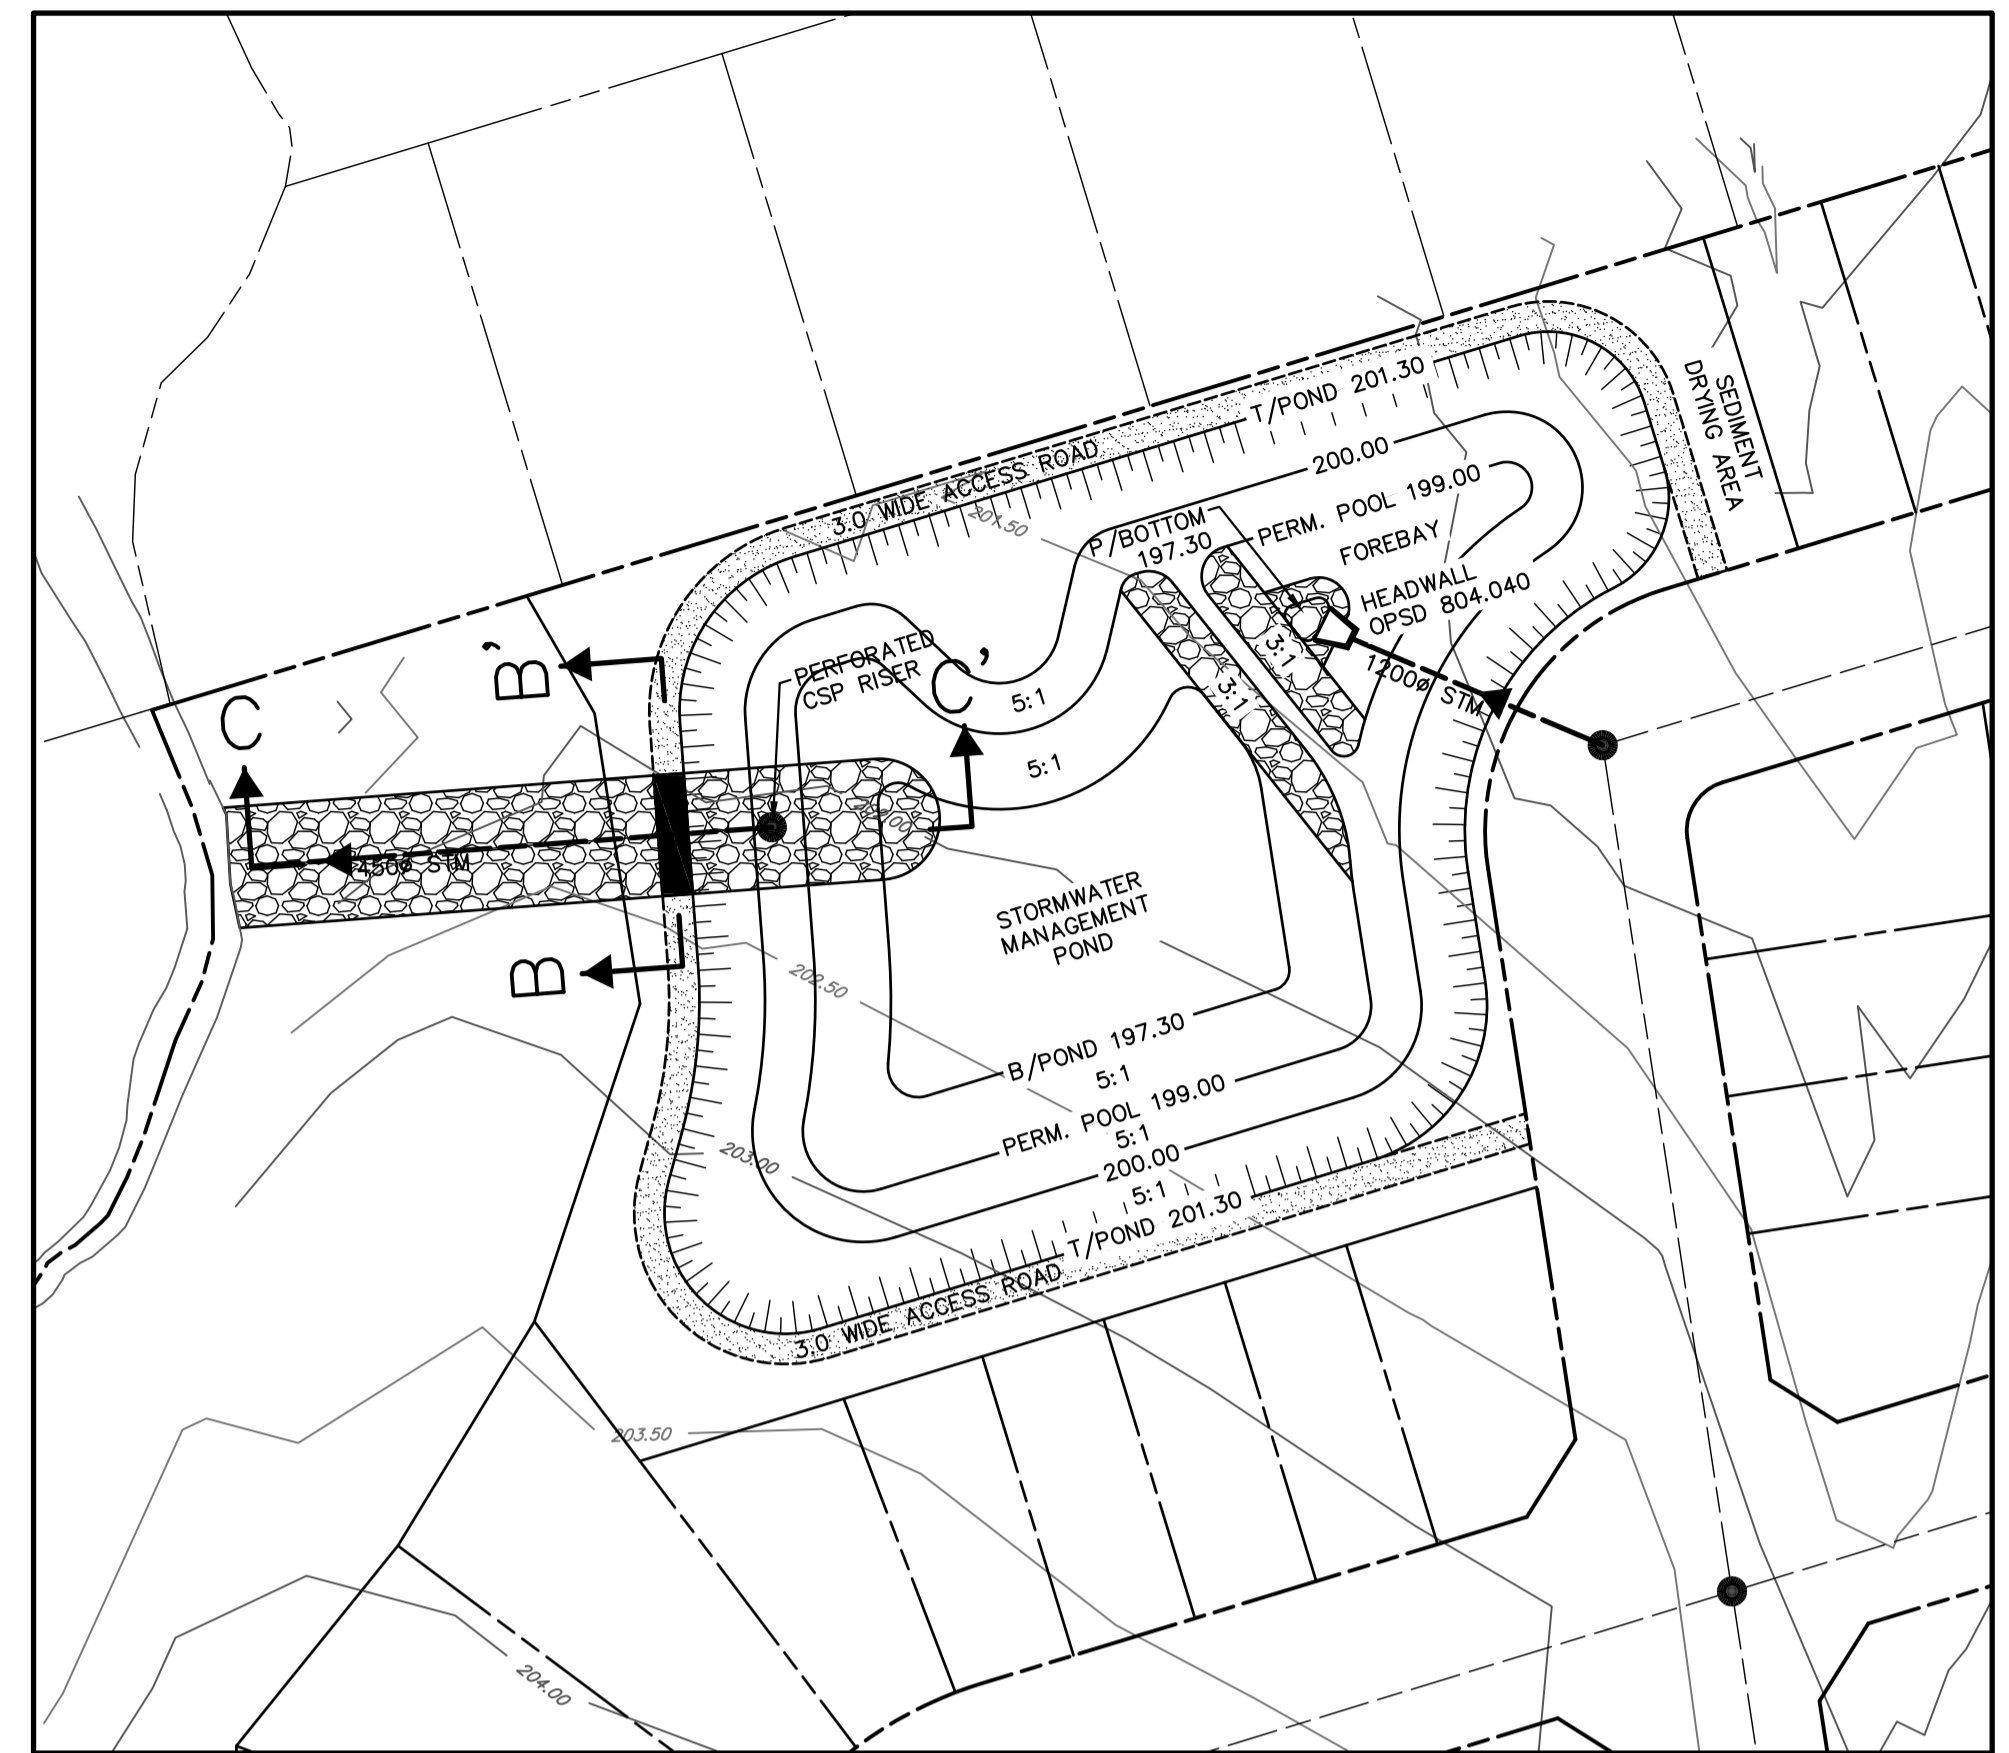 SEDIMENT
DRYING AREA
T/POND 201.30
200.00
3.0 WIDE ACCESS ROAD
201.50
PERM. POOL 199.00
P/BOTTOM
197.30
FOREBAY
HEADWALL
OPSD 804.040
3:1
3:1
1200ø STM
B'
PERFORATED
CSP RISER
C'
C
5:1
5:1
202.00
450ø STM
STORMWATER
MANAGEMENT
POND
B
202.50
B/POND 197.30
5:1
PERM. POOL 199.00
5:1
200.00
5:1
T/POND 201.30
203.00
3.0 WIDE ACCESS ROAD
203.50
204.00